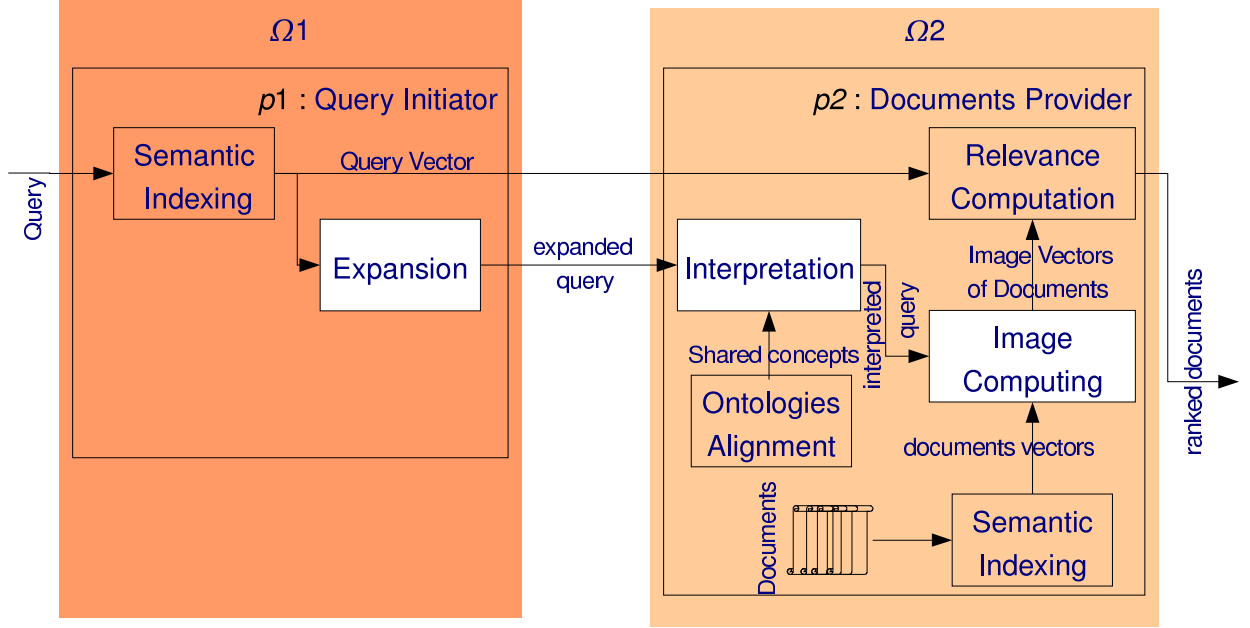 Ω1
p1 : Query Initiator
Query
Semantic
Indexing
Query Vector
Expansion
expanded
query
Ω2
p2 : Documents Provider
Relevance
Computation
Interpretation
interpreted
query
Image Vectors
of Documents
Image
Computing
Shared concepts
Ontologies
Alignment
documents vectors
Documents
Semantic
Indexing
ranked documents